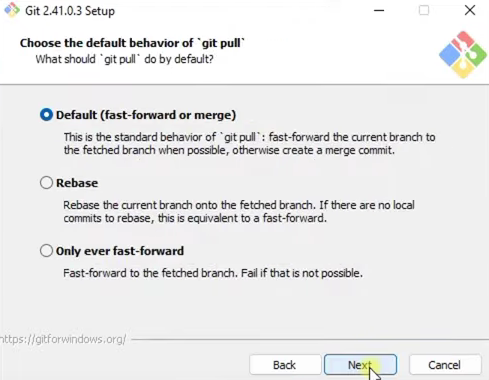 Git 2.41.0.3 Setup
Choose the default behavior of `git pull`
What should `git pull` do by default?
Default (fast-forward or merge)
This is the standard behavior of `git pull`: fast-forward the current branch to
the fetched branch when possible, otherwise create a merge commit.
Rebase
Rebase the current branch onto the fetched branch. If there are no local
commits to rebase, this is equivalent to a fast-forward.
Only ever fast-forward
Fast-forward to the fetched branch. Fail if that is not possible.
https://gitforwindows.org/
Back
Next
Cancel